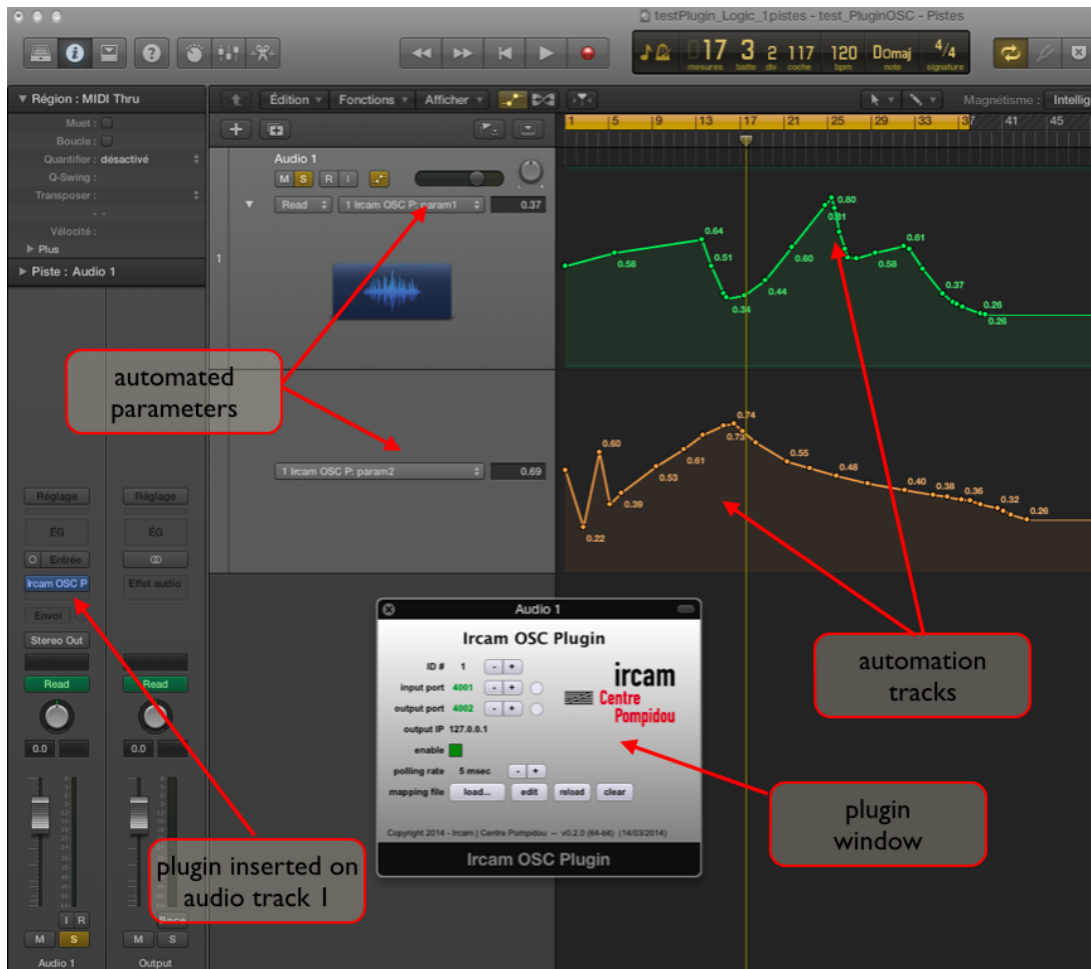 testPlugin_Logic_1pistes - test_PluginOSC - Pistes
17 3 2 117 120 Domaj 4/4
mesures batte div coche bpm note signature
Région : MIDI Thru
Muet :
Boucle :
Quantifier : désactivé
Q-Swing :
Transposer :
Vélocité :
Plus
Piste : Audio 1
Édition Fonctions Afficher
Magnétisme : Intellig
1 5 9 13 17 21 25 29 33 37 41 45
Audio 1
M S R I
Read 1 Ircam OSC P: param1 0.37
1
0.58
0.64
0.51
0.34
0.44
0.60
0.80
0.81
0.58
0.61
0.37
0.26
0.26
automated
parameters
1 Ircam OSC P: param2 0.69
0.22
0.60
0.39
0.53
0.61
0.73
0.74
0.55
0.48
0.40
0.38
0.36
0.32
0.26
Réglage Réglage
ÉG ÉG
Entrée
Ircam OSC P Effet audio
Envoi
Stereo Out
Read Read
0.0 0.0
I R Bnce
M S M S
Audio 1 Output
plugin inserted on
audio track 1
Audio 1
Ircam OSC Plugin
ID # 1 - +
input port 4001 - +
output port 4002 - +
output IP 127.0.0.1
enable
polling rate 5 msec - +
mapping file load... edit reload clear
ircam
Centre
Pompidou
Copyright 2014 - Ircam | Centre Pompidou – v0.2.0 (64-bit) (14/03/2014)
Ircam OSC Plugin
automation
tracks
plugin
window